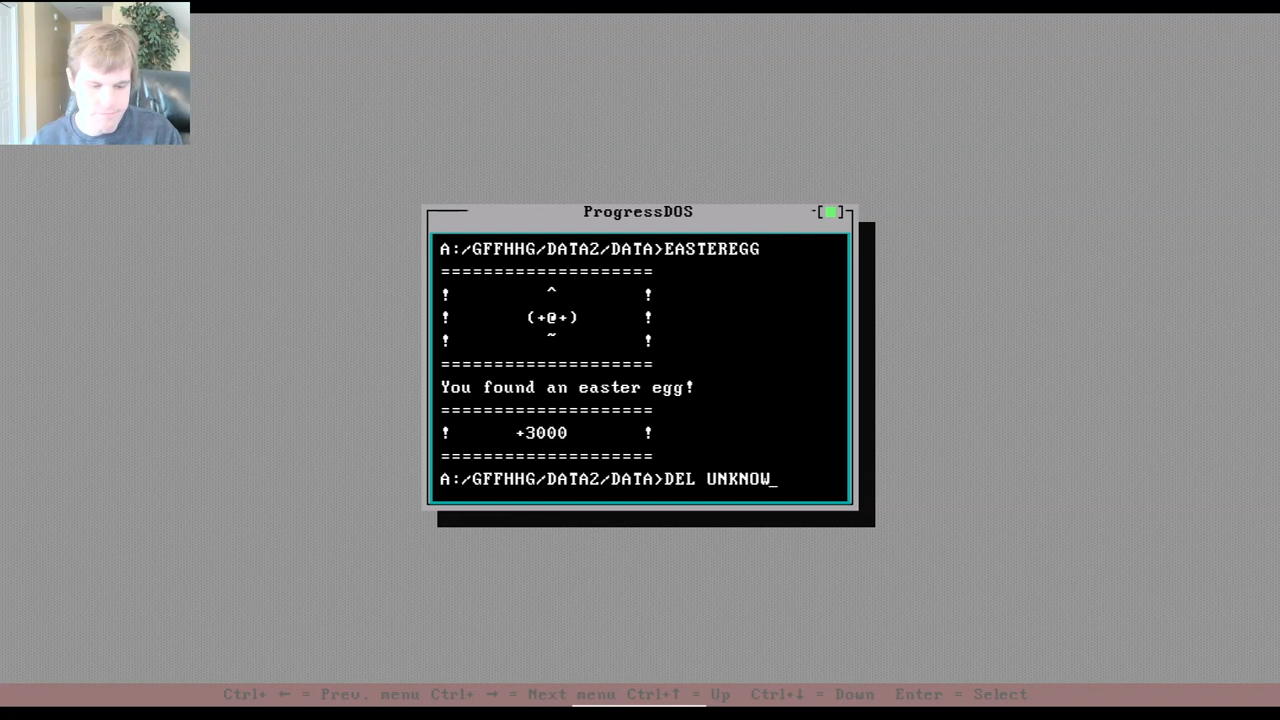 ProgressDOS
-[■]
A:/GFFHHG/DATA2/DATA>EASTEREGG
====================
! ^ !
! (+@+) !
! ~ !
====================
You found an easter egg!
====================
! +3000 !
====================
A:/GFFHHG/DATA2/DATA>DEL UNKNOW_
Ctrl+ ← = Prev. menu Ctrl+ → = Next menu Ctrl+↑ = Up Ctrl+↓ = Down Enter = Select